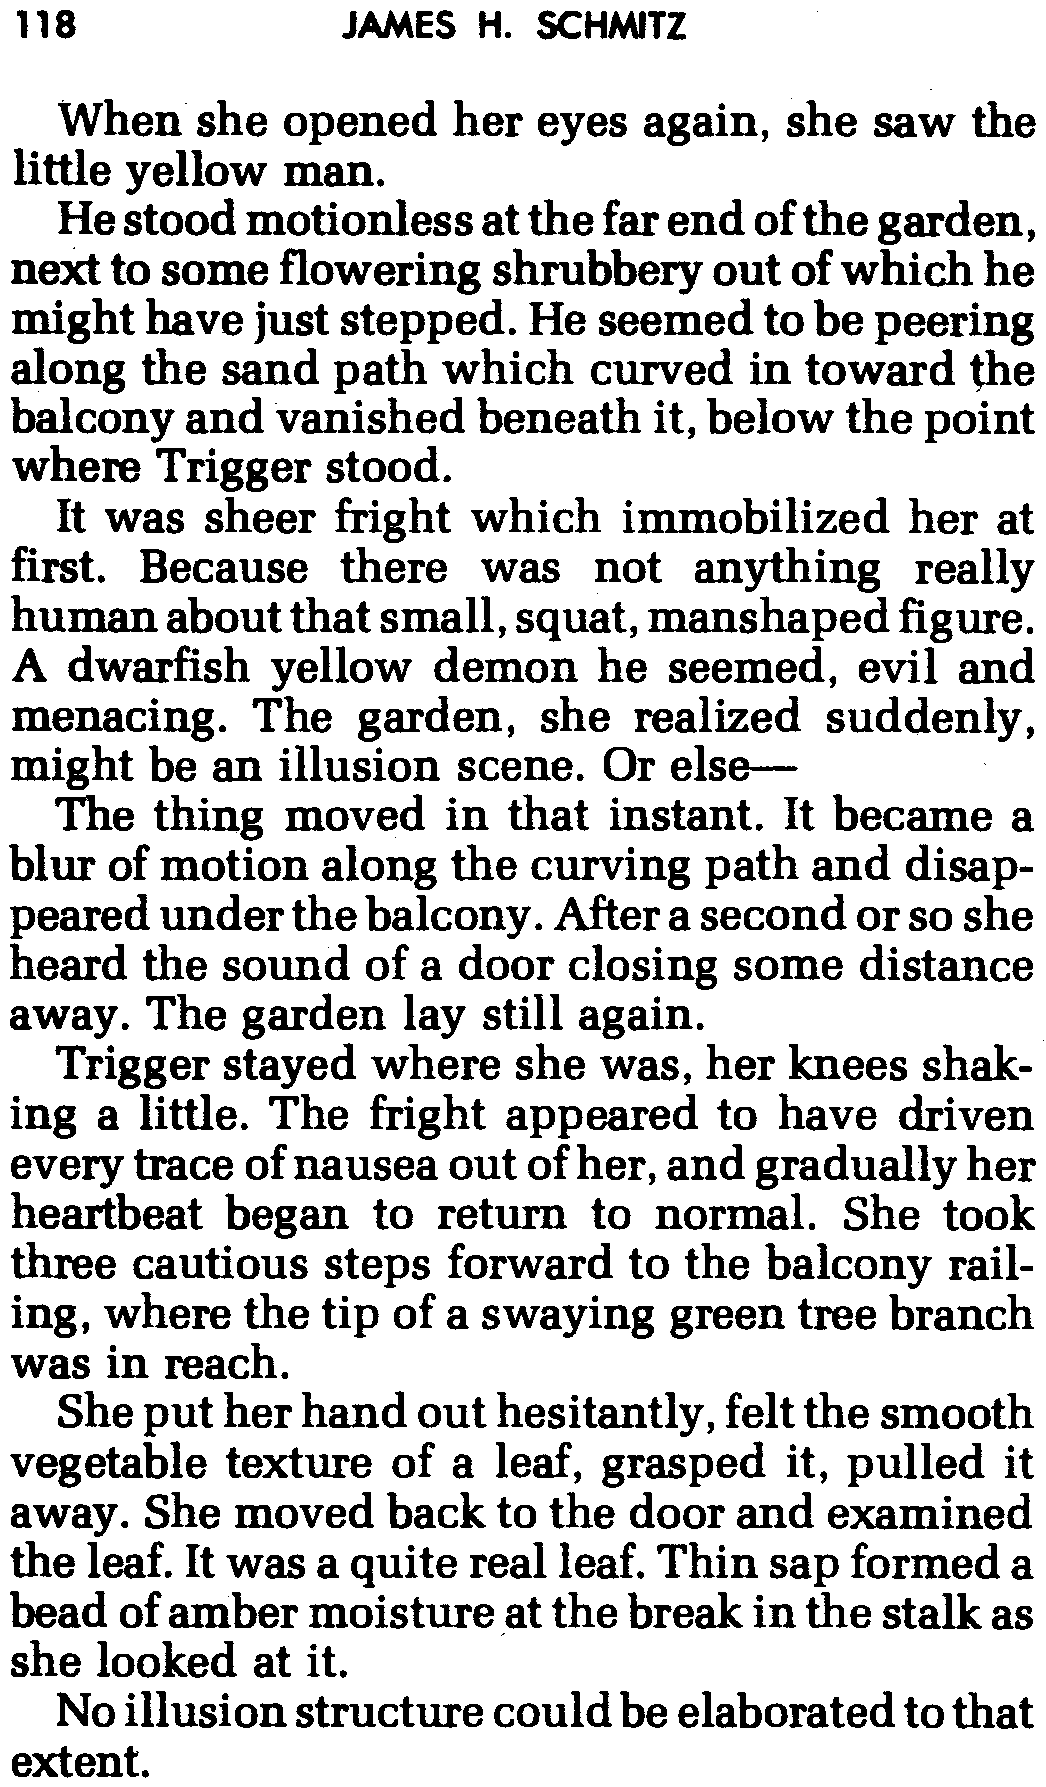 118 JAMES H. SCHMITZ
When she opened her eyes again, she saw the
little yellow man.
He stood motionless at the far end of the garden,
next to some flowering shrubbery out of which he
might have just stepped. He seemed to be peering
along the sand path which curved in toward the
balcony and vanished beneath it, below the point
where Trigger stood.
It was sheer fright which immobilized her at
first. Because there was not anything really
human about that small, squat, manshaped figure.
A dwarfish yellow demon he seemed, evil and
menacing. The garden, she realized suddenly,
might be an illusion scene. Or else—
The thing moved in that instant. It became a
blur of motion along the curving path and disap-
peared under the balcony. After a second or so she
heard the sound of a door closing some distance
away. The garden lay still again.
Trigger stayed where she was, her knees shak-
ing a little. The fright appeared to have driven
every trace of nausea out of her, and gradually her
heartbeat began to return to normal. She took
three cautious steps forward to the balcony rail-
ing, where the tip of a swaying green tree branch
was in reach.
She put her hand out hesitantly, felt the smooth
vegetable texture of a leaf, grasped it, pulled it
away. She moved back to the door and examined
the leaf. It was a quite real leaf. Thin sap formed a
bead of amber moisture at the break in the stalk as
she looked at it.
No illusion structure could be elaborated to that
extent.